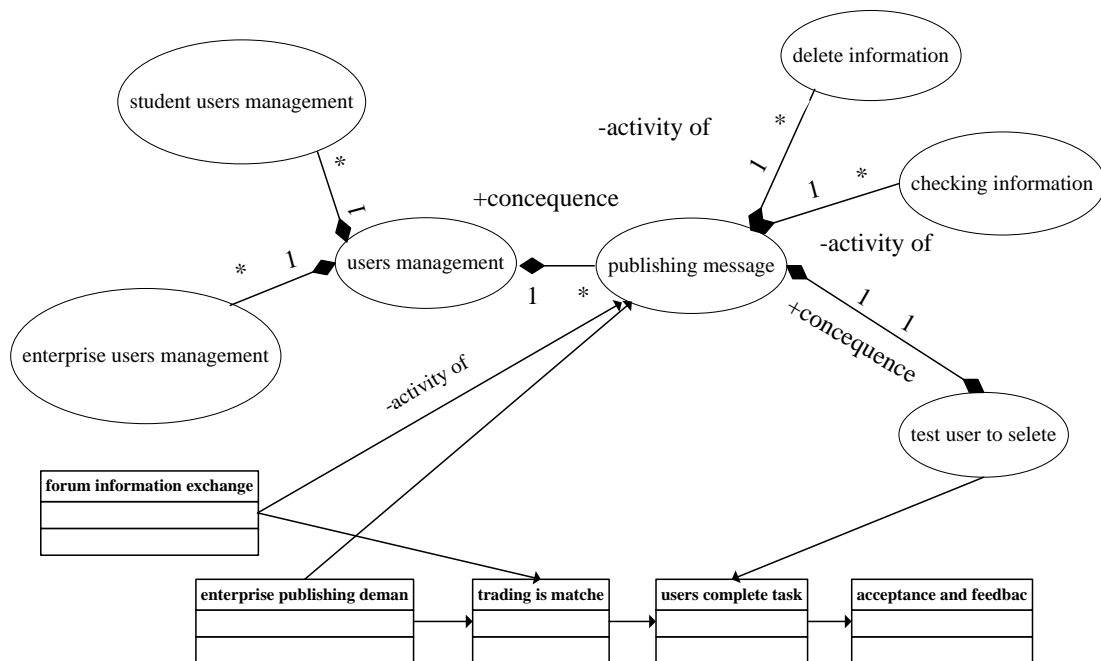 delete information
student users management
-activity of
*
*
1
1
*
checking information
+concequence
1
-activity of
users management
publishing message
*
1
1
*
1
1
+concequence
enterprise users management
-activity of
test user to selete
forum information exchange
enterprise publishing deman
trading is matche
users complete task
acceptance and feedbac